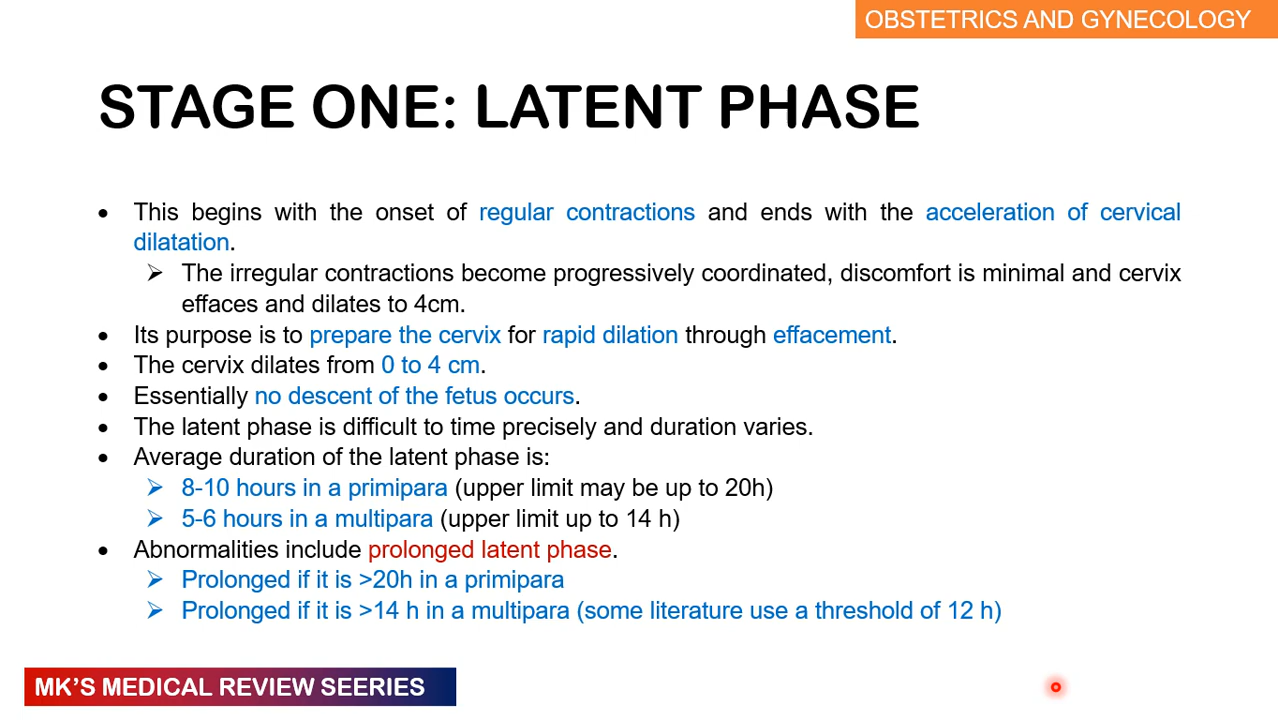 OBSTETRICS AND GYNECOLOGY
STAGE ONE: LATENT PHASE
• This begins with the onset of regular contractions and ends with the acceleration of cervical
dilatation.
➢ The irregular contractions become progressively coordinated, discomfort is minimal and cervix
effaces and dilates to 4cm.
• Its purpose is to prepare the cervix for rapid dilation through effacement.
• The cervix dilates from 0 to 4 cm.
• Essentially no descent of the fetus occurs.
• The latent phase is difficult to time precisely and duration varies.
• Average duration of the latent phase is:
➢ 8-10 hours in a primipara (upper limit may be up to 20h)
➢ 5-6 hours in a multipara (upper limit up to 14 h)
• Abnormalities include prolonged latent phase.
➢ Prolonged if it is >20h in a primipara
➢ Prolonged if it is >14 h in a multipara (some literature use a threshold of 12 h)
MK'S MEDICAL REVIEW SEERIES